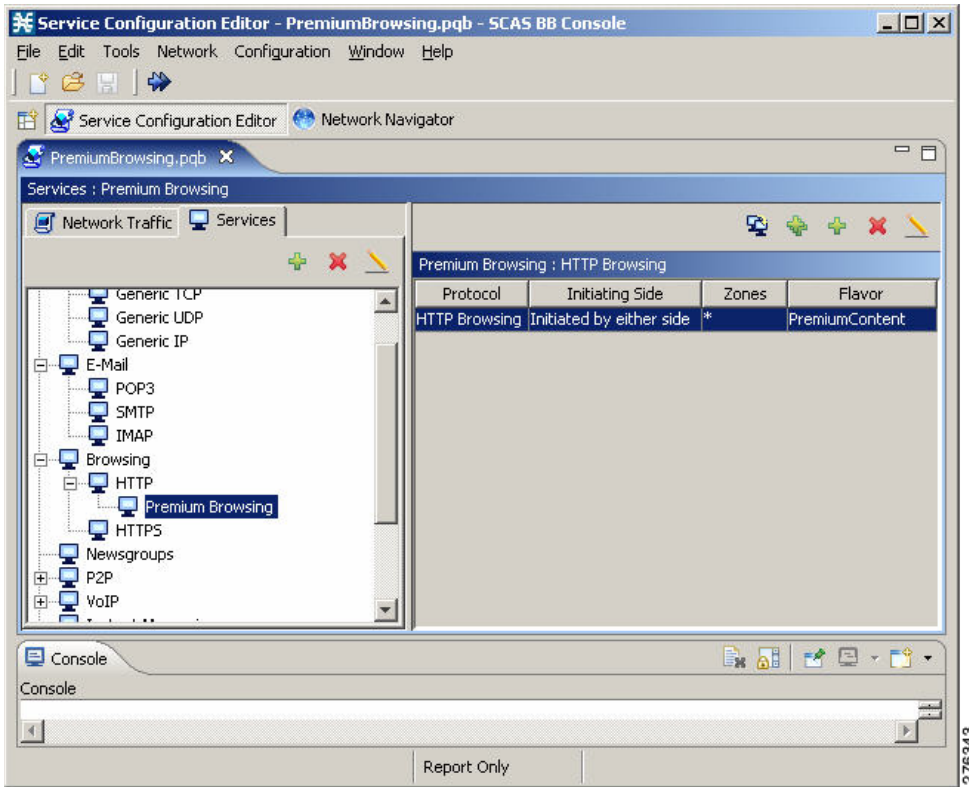 Service Configuration Editor - PremiumBrowsing.pqb - SCAS BB Console
File Edit Tools Network Configuration Window Help
Service Configuration Editor Network Navigator
PremiumBrowsing.pqb
Services : Premium Browsing
Network Traffic Services
Premium Browsing : HTTP Browsing
Protocol Initiating Side Zones Flavor
HTTP Browsing Initiated by either side * PremiumContent
Generic TCP
Generic UDP
Generic IP
E-Mail
POP3
SMTP
IMAP
Browsing
HTTP
Premium Browsing
HTTPS
Newsgroups
P2P
VoIP
Console
Console
Report Only
276343